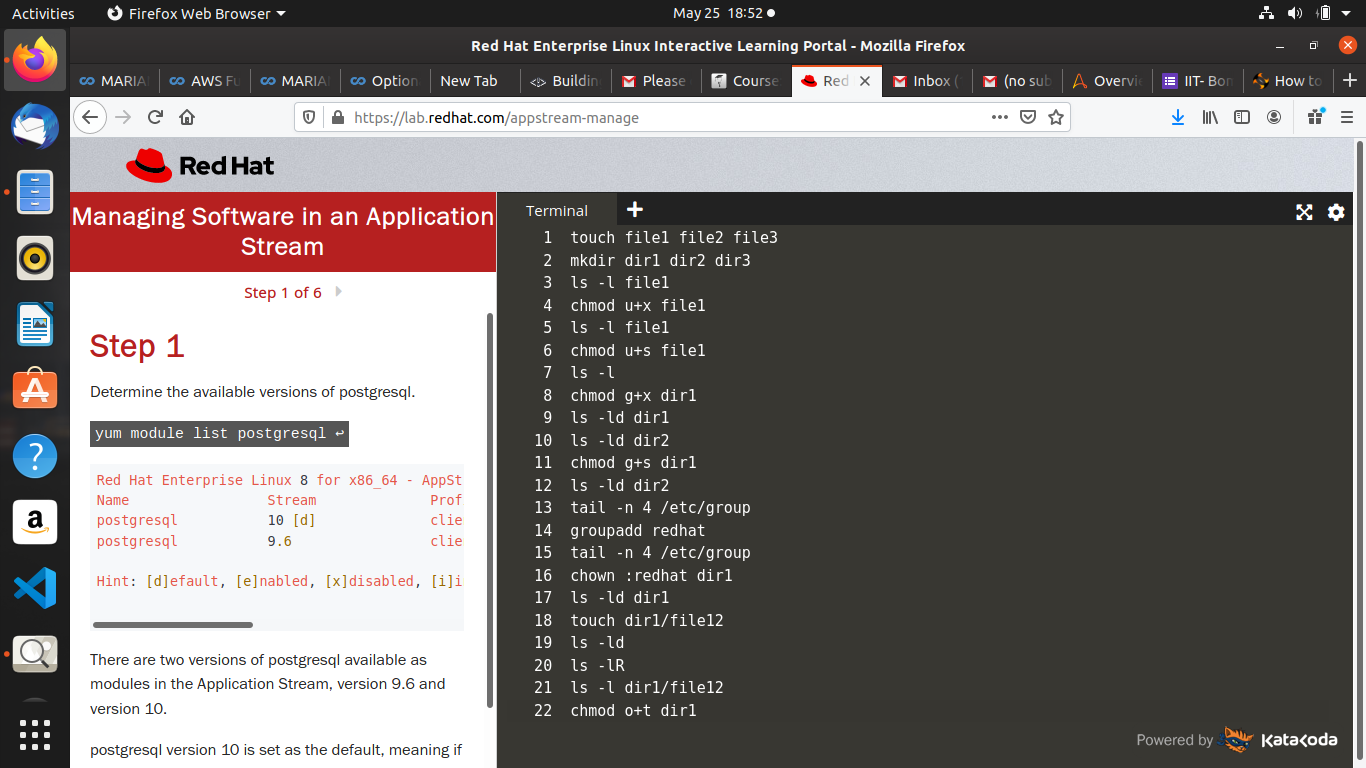 Activities
Firefox Web Browser
May 25 18:52
Red Hat Enterprise Linux Interactive Learning Portal - Mozilla Firefox
MARIA
AWS Fu
MARIA
Option
New Tab
Building
Please
Course
Red
Inbox (
(no sub
Overvi
IIT- Bom
How to
https://lab.redhat.com/appstream-manage
Red Hat
Managing Software in an Application
Stream
Step 1 of 6
Step 1
Determine the available versions of postgresql.
yum module list postgresql ↩
Red Hat Enterprise Linux 8 for x86_64 - AppSt
Name Stream Prof
postgresql 10 [d] clie
postgresql 9.6 clie
Hint: [d]efault, [e]nabled, [x]disabled, [i]i
There are two versions of postgresql available as
modules in the Application Stream, version 9.6 and
version 10.
postgresql version 10 is set as the default, meaning if
Terminal
1 touch file1 file2 file3
2 mkdir dir1 dir2 dir3
3 ls -l file1
4 chmod u+x file1
5 ls -l file1
6 chmod u+s file1
7 ls -l
8 chmod g+x dir1
9 ls -ld dir1
10 ls -ld dir2
11 chmod g+s dir1
12 ls -ld dir2
13 tail -n 4 /etc/group
14 groupadd redhat
15 tail -n 4 /etc/group
16 chown :redhat dir1
17 ls -ld dir1
18 touch dir1/file12
19 ls -ld
20 ls -lR
21 ls -l dir1/file12
22 chmod o+t dir1
Powered by Katacoda